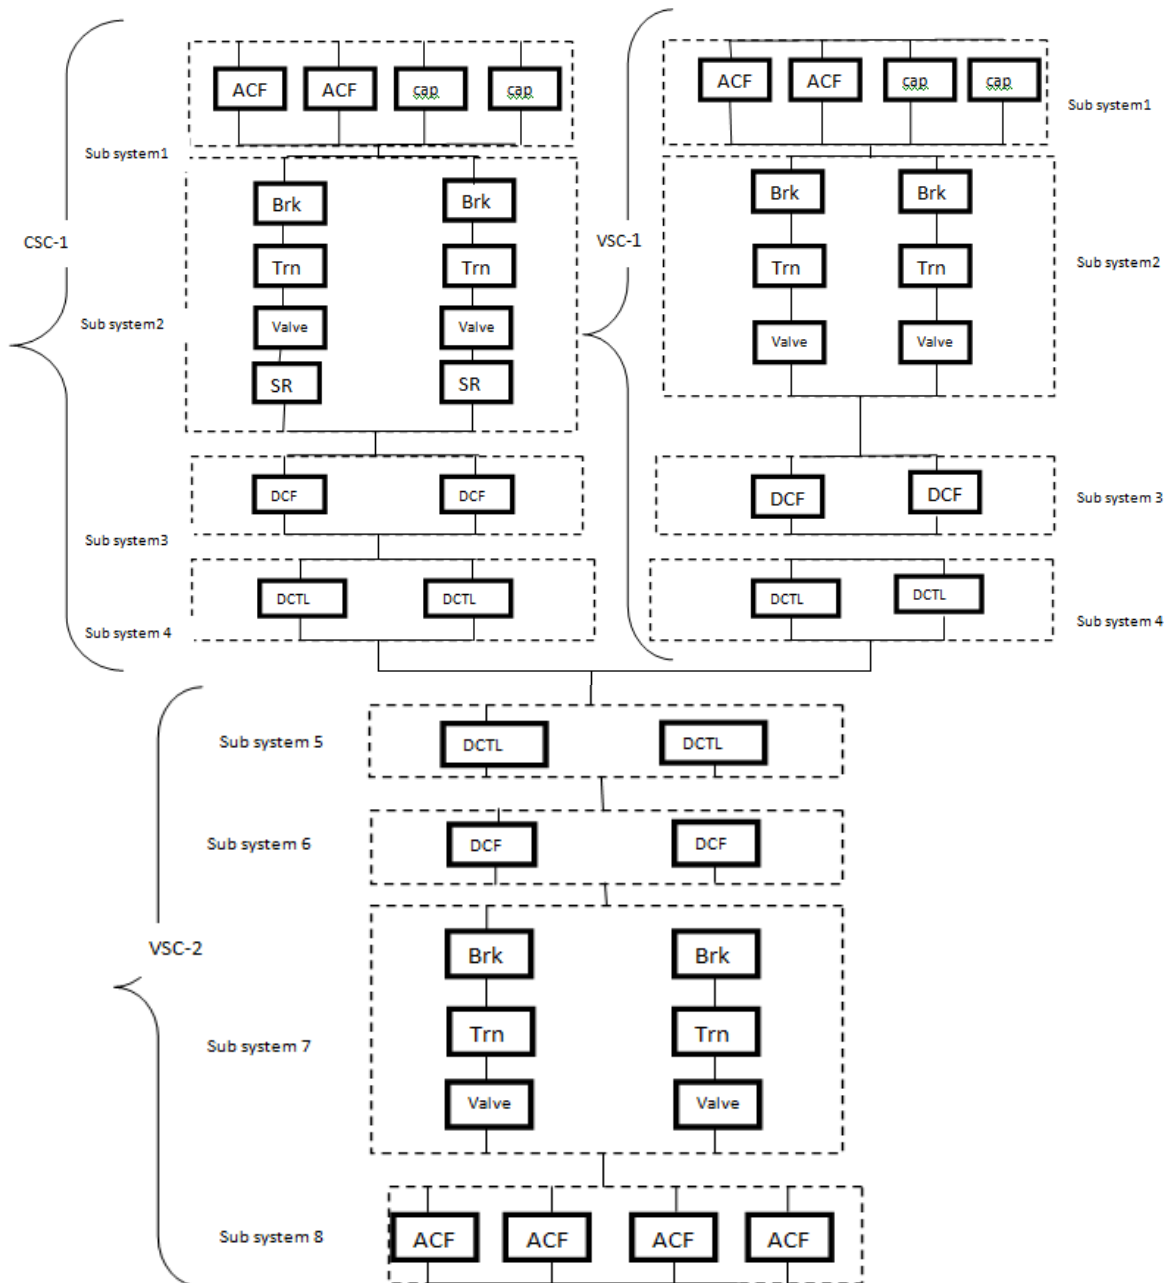 ACF ACF cap cap
Sub system1
Brk Brk
Trn Trn
Valve Valve
SR SR
CSC-1
Sub system2
DCF DCF
Sub system3
DCTL DCTL
Sub system 4
ACF ACF cap cap
Sub system1
Brk Brk
Trn Trn
Valve Valve
VSC-1
Sub system2
DCF DCF
Sub system 3
DCTL DCTL
Sub system 4
Sub system 5
DCTL DCTL
Sub system 6
DCF DCF
VSC-2
Brk Brk
Trn Trn
Sub system 7
Valve Valve
Sub system 8
ACF ACF ACF ACF